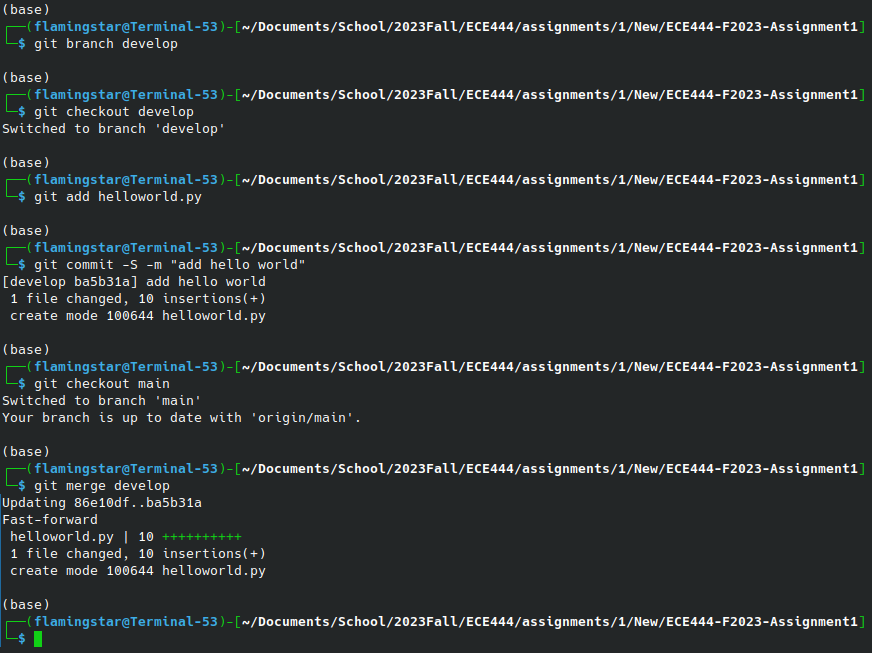 (base)
┌──(flamingstar@Terminal-53)-[~/Documents/School/2023Fall/ECE444/assignments/1/New/ECE444-F2023-Assignment1]
└─$ git branch develop
(base)
┌──(flamingstar@Terminal-53)-[~/Documents/School/2023Fall/ECE444/assignments/1/New/ECE444-F2023-Assignment1]
└─$ git checkout develop
Switched to branch 'develop'
(base)
┌──(flamingstar@Terminal-53)-[~/Documents/School/2023Fall/ECE444/assignments/1/New/ECE444-F2023-Assignment1]
└─$ git add helloworld.py
(base)
┌──(flamingstar@Terminal-53)-[~/Documents/School/2023Fall/ECE444/assignments/1/New/ECE444-F2023-Assignment1]
└─$ git commit -S -m "add hello world"
[develop ba5b31a] add hello world
 1 file changed, 10 insertions(+)
 create mode 100644 helloworld.py
(base)
┌──(flamingstar@Terminal-53)-[~/Documents/School/2023Fall/ECE444/assignments/1/New/ECE444-F2023-Assignment1]
└─$ git checkout main
Switched to branch 'main'
Your branch is up to date with 'origin/main'.
(base)
┌──(flamingstar@Terminal-53)-[~/Documents/School/2023Fall/ECE444/assignments/1/New/ECE444-F2023-Assignment1]
└─$ git merge develop
Updating 86e10df..ba5b31a
Fast-forward
 helloworld.py | 10 ++++++++++
 1 file changed, 10 insertions(+)
 create mode 100644 helloworld.py
(base)
┌──(flamingstar@Terminal-53)-[~/Documents/School/2023Fall/ECE444/assignments/1/New/ECE444-F2023-Assignment1]
└─$